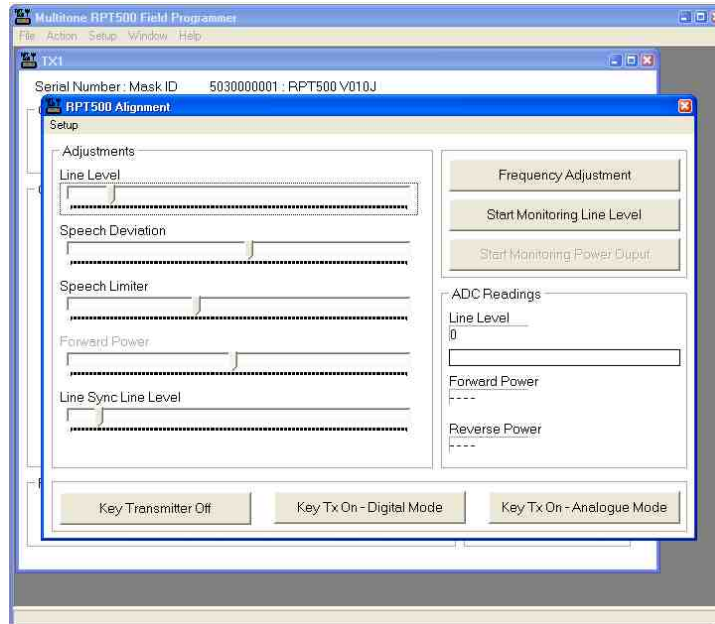 Multitone RPT500 Field Programmer
File Action Setup Window Help
TX1
Serial Number : Mask ID 5030000001 : RPT500 V010J
RPT500 Alignment
Setup
Adjustments
Line Level
Speech Deviation
Speech Limiter
Forward Power
Line Sync Line Level
Frequency Adjustment
Start Monitoring Line Level
Start Monitoring Power Ouput
ADC Readings
Line Level
0
Forward Power
----
Reverse Power
----
Key Transmitter Off
Key Tx On - Digital Mode
Key Tx On - Analogue Mode